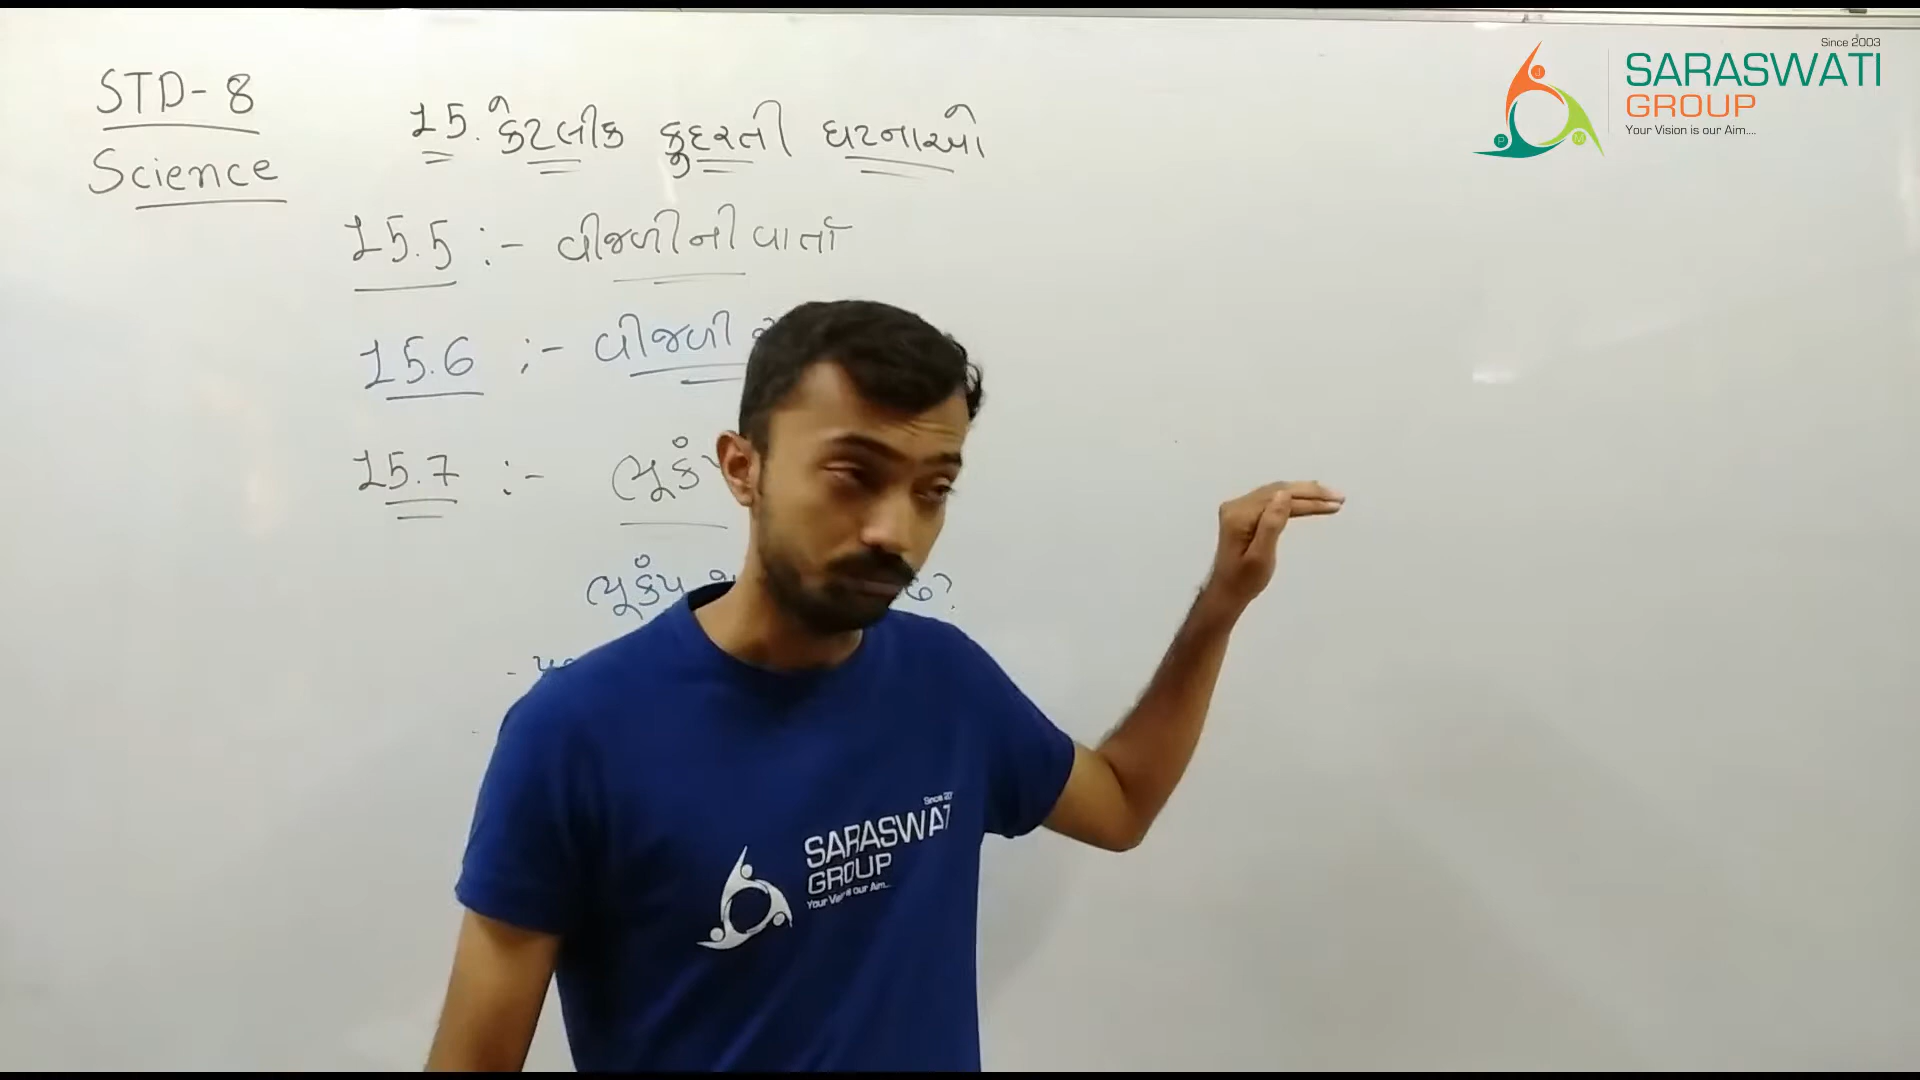 STD-8
Science
15. કેટલીક કુદરતી ઘટનાઓ
15.5 :- વીજળીની વાર્તા
15.6 :- વીજળી
15.7 :-
ભૂકંપ
Since 2003
SARASWATI
GROUP
Your Vision is our Aim....
J
P
M
SARASWAT
GROUP